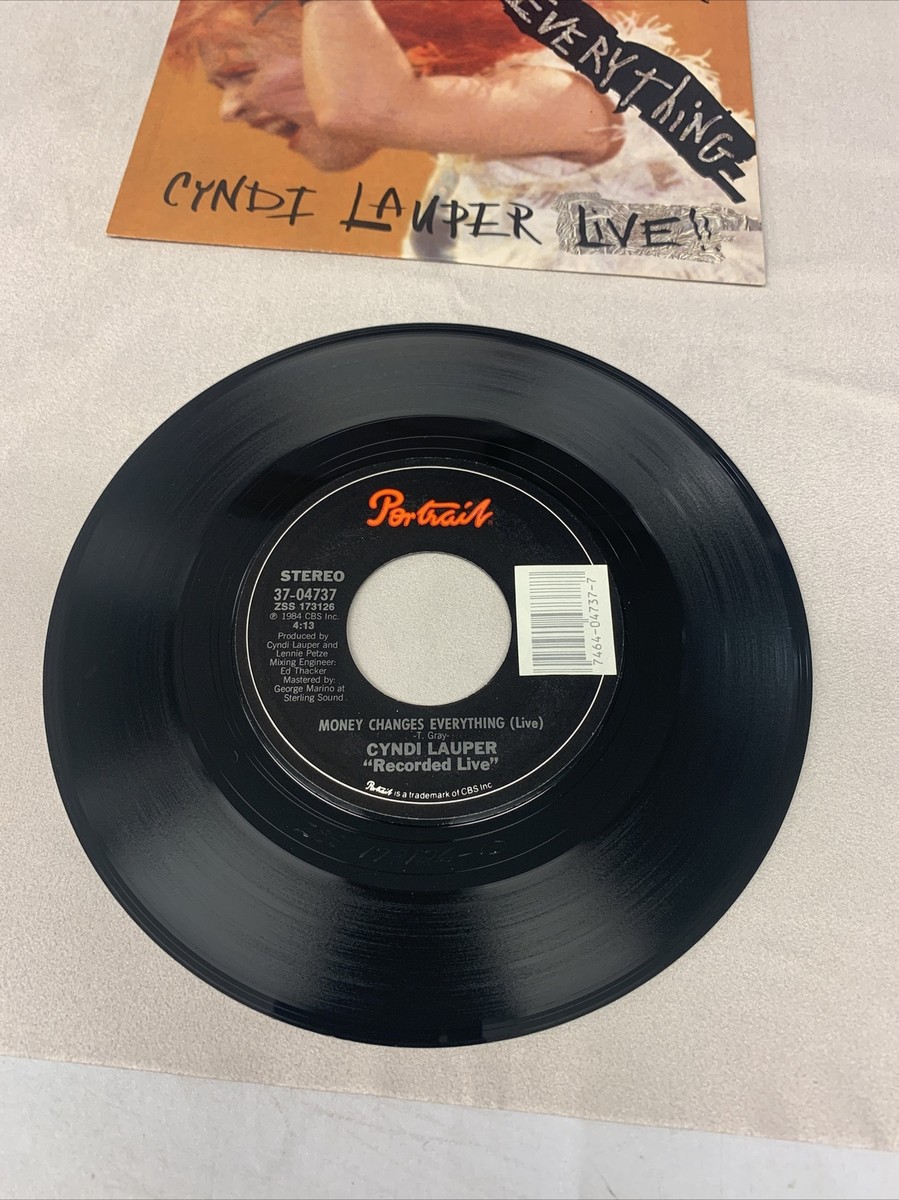 EVERYthiNG
CYNDI LAUPER LiVE!!
Portrait
STEREO
37-04737
ZSS 173126
℗ 1984 CBS Inc.
4:13
Produced by
Cyndi Lauper and
Lennie Petze
Mixing Engineer:
Ed Thacker
Mastered by:
George Marino at
Sterling Sound
7464-04737-7
MONEY CHANGES EVERYTHING (Live)
-T. Gray-
CYNDI LAUPER
“Recorded Live”
Portrait is a trademark of CBS Inc